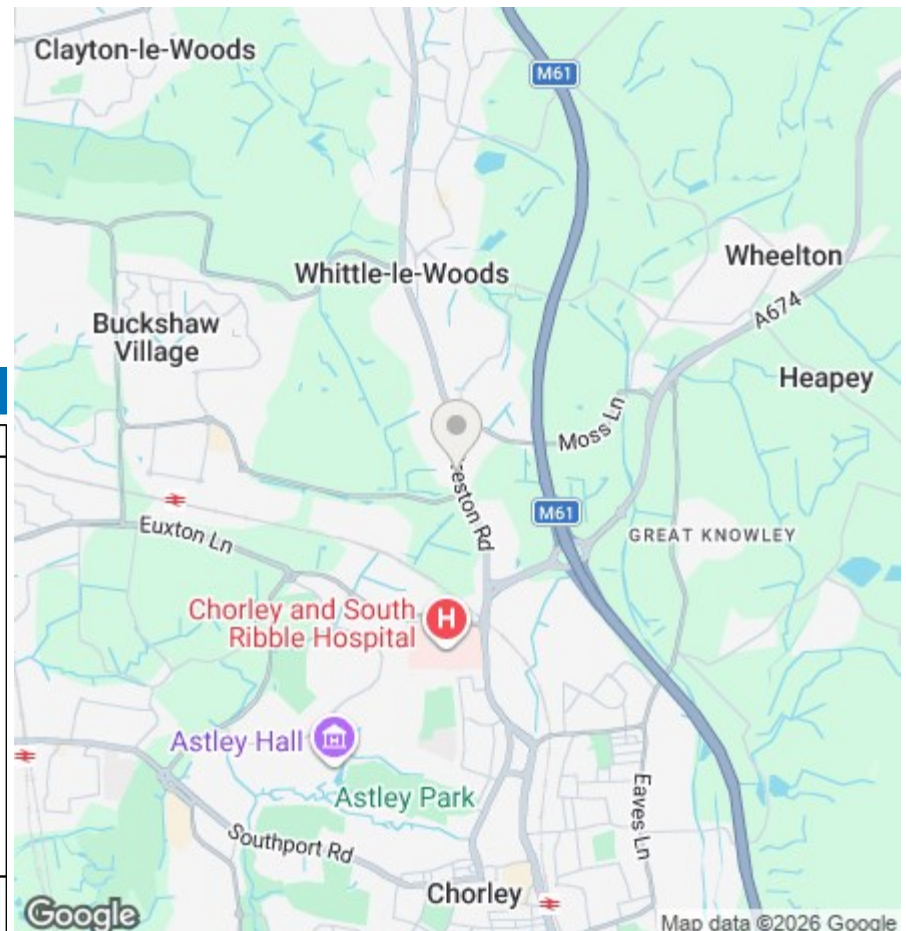 Clayton-le-Woods
M61
Wheelton
Whittle-le-Woods
A674
Buckshaw
Village
Heapey
Moss Ln
reston Rd
M61
Euxton Ln
GREAT KNOWLEY
Chorley and South
Ribble Hospital
H
Astley Hall
Astley Park
Eaves Ln
Southport Rd
Chorley
Google
Map data ©2026 Google